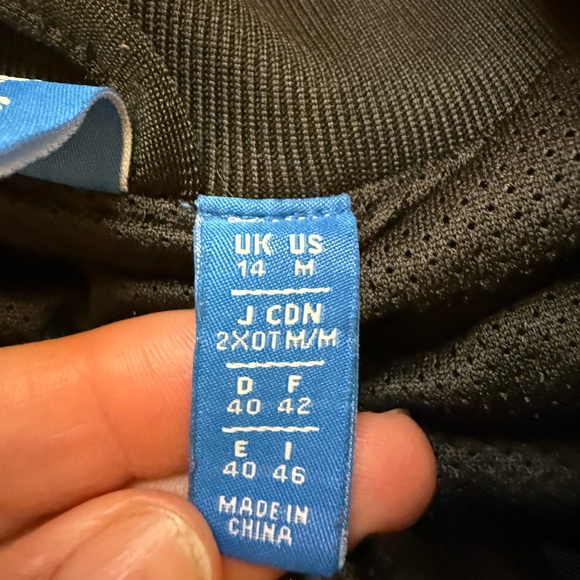 UK US
14 M
J CDN
2XOT M/M
D F
40 42
E I
40 46
MADE IN
CHINA